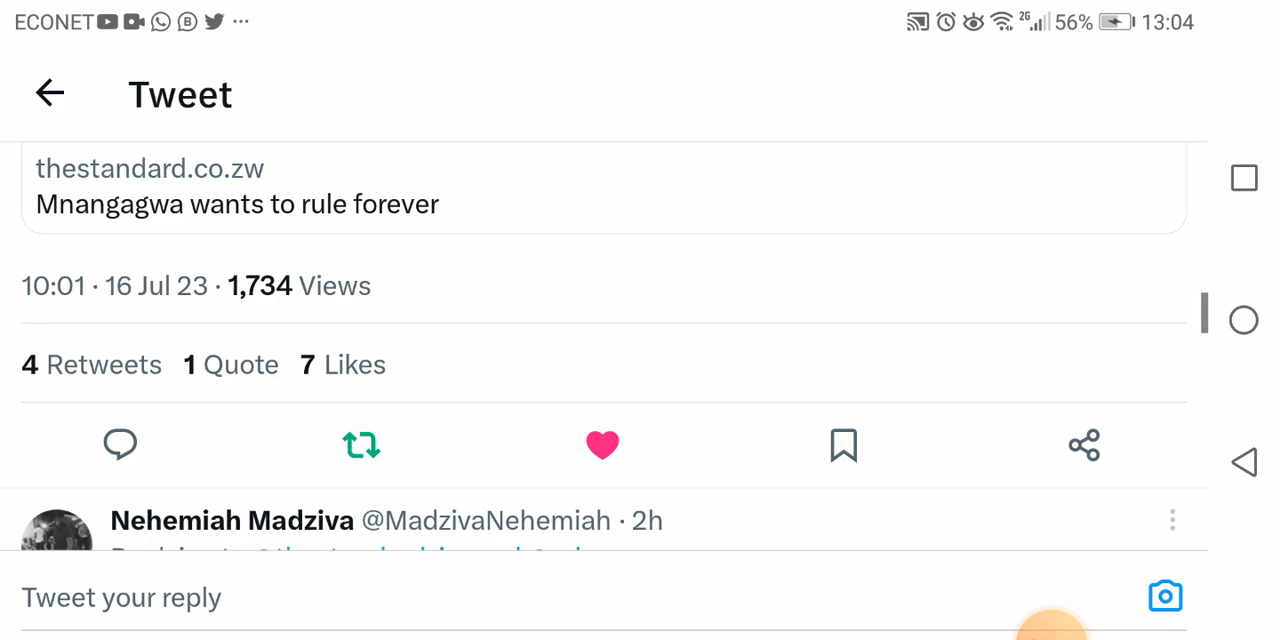 ECONET ... 2G 56% 13:04
Tweet
thestandard.co.zw
Mnangagwa wants to rule forever
10:01 · 16 Jul 23 · 1,734 Views
4 Retweets 1 Quote 7 Likes
Nehemiah Madziva @MadzivaNehemiah · 2h
Tweet your reply